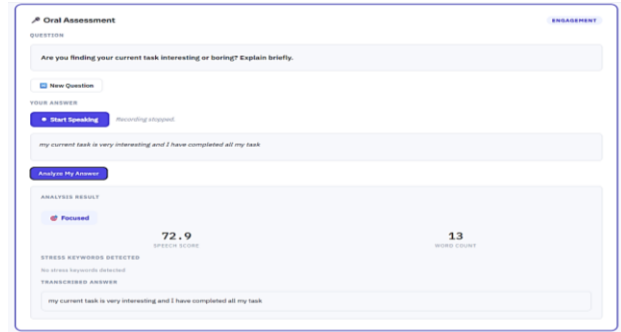 Oral Assessment
ENGAGEMENT
QUESTION
Are you finding your current task interesting or boring? Explain briefly.
New Question
YOUR ANSWER
Start Speaking
Recording stopped.
my current task is very interesting and I have completed all my task
Analyze My Answer
ANALYSIS RESULT
Focused
72.9
SPEECH SCORE
13
WORD COUNT
STRESS KEYWORDS DETECTED
No stress keywords detected
TRANSCRIBED ANSWER
my current task is very interesting and I have completed all my task